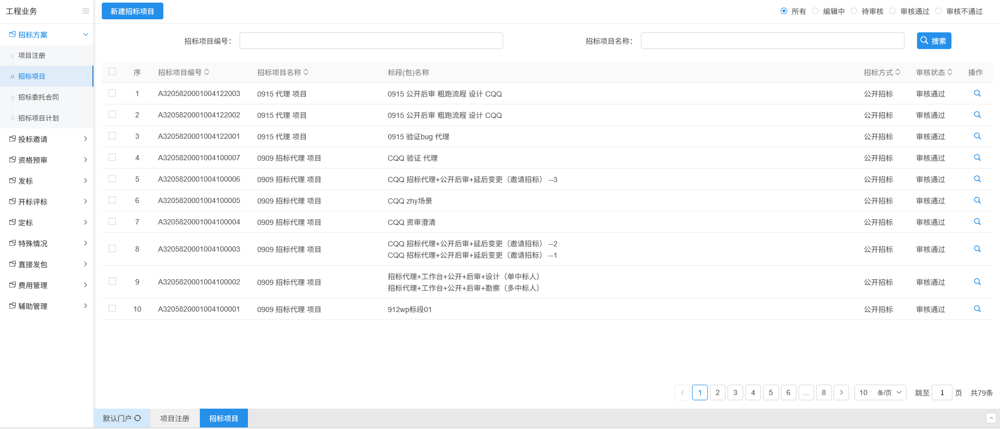 工程业务
新建招标项目
所有 编辑中 待审核 审核通过 审核不通过
招标方案
项目注册
招标项目
招标委托合同
招标项目计划
投标邀请
资格预审
发标
开标评标
定标
特殊情况
直接发包
费用管理
辅助管理
招标项目编号： 招标项目名称： 搜索
序 招标项目编号 招标项目名称 标段(包)名称 招标方式 审核状态 操作
1 A3205820001004122003 0915 代理 项目 0915 公开后审 粗跑流程 设计 CQQ 公开招标 审核通过
2 A3205820001004122002 0915 代理 项目 0915 公开后审 粗跑流程 设计 CQQ 公开招标 审核通过
3 A3205820001004122001 0915 代理 项目 0915 验证bug 代理 公开招标 审核通过
4 A3205820001004100007 0909 招标代理 项目 CQQ 验证 代理 公开招标 审核通过
5 A3205820001004100006 0909 招标代理 项目 CQQ 招标代理+公开后审+延后变更（邀请招标） --3 公开招标 审核通过
6 A3205820001004100005 0909 招标代理 项目 CQQ zhy场景 公开招标 审核通过
7 A3205820001004100004 0909 招标代理 项目 CQQ 资审澄清 公开招标 审核通过
8 A3205820001004100003 0909 招标代理 项目 CQQ 招标代理+公开后审+延后变更（邀请招标） --2
CQQ 招标代理+公开后审+延后变更（邀请招标） --1 公开招标 审核通过
9 A3205820001004100002 0909 招标代理 项目 招标代理+工作台+公开+后审+设计（单中标人）
招标代理+工作台+公开+后审+勘察（多中标人） 公开招标 审核通过
10 A3205820001004100001 0909 招标代理 项目 912wp标段01 公开招标 审核通过
1 2 3 4 5 6 ... 8 10 条/页 跳至 1 页 共79条
默认门户 项目注册 招标项目